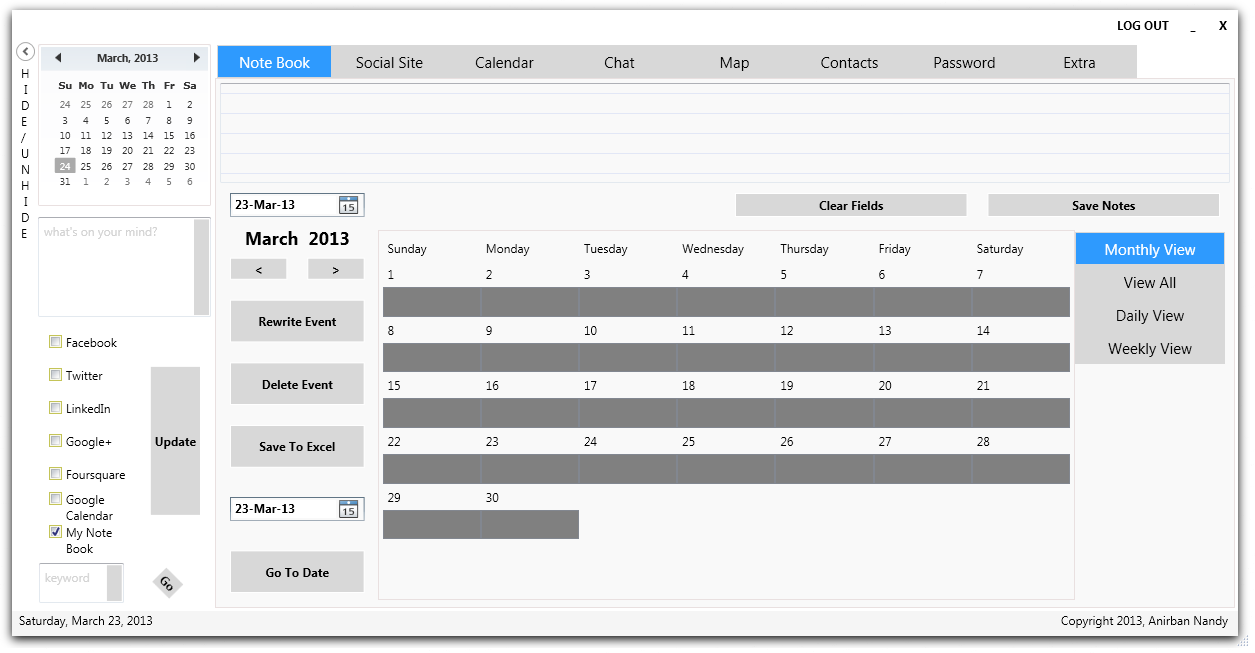 LOG OUT _ X
HIDE/UNHIDE
March, 2013
Su Mo Tu We Th Fr Sa
24 25 26 27 28 1 2
3 4 5 6 7 8 9
10 11 12 13 14 15 16
17 18 19 20 21 22 23
24 25 26 27 28 29 30
31 1 2 3 4 5 6
what's on your mind?
Facebook
Twitter
LinkedIn
Google+
Foursquare
Google
Calendar
My Note
Book
Update
keyword
Go
Note Book Social Site Calendar Chat Map Contacts Password Extra
23-Mar-13 15
Clear Fields Save Notes
March 2013
< >
Rewrite Event
Delete Event
Save To Excel
23-Mar-13 15
Go To Date
Sunday Monday Tuesday Wednesday Thursday Friday Saturday
1 2 3 4 5 6 7
8 9 10 11 12 13 14
15 16 17 18 19 20 21
22 23 24 25 26 27 28
29 30
Monthly View
View All
Daily View
Weekly View
Saturday, March 23, 2013
Copyright 2013, Anirban Nandy